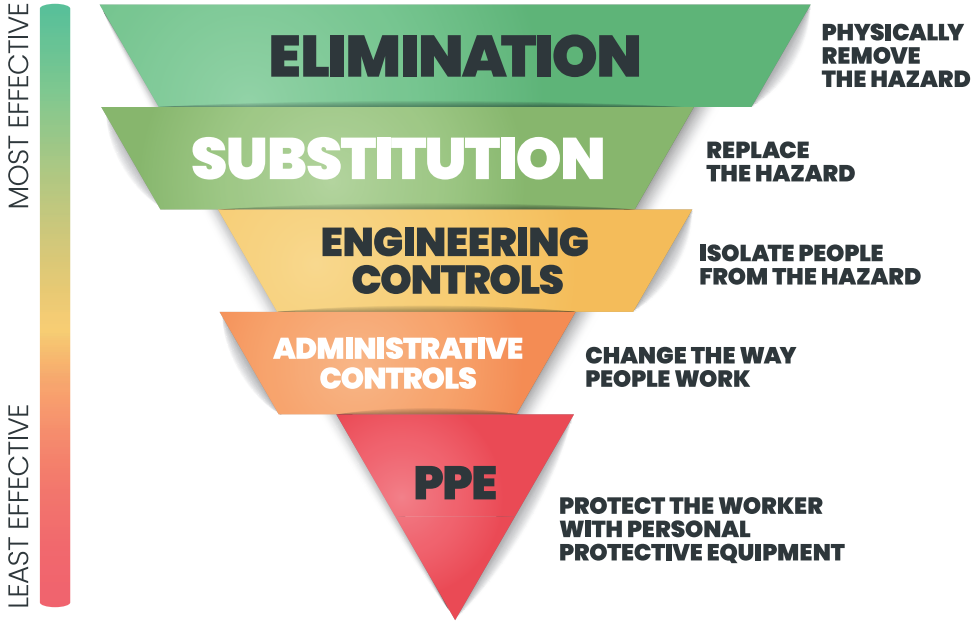 MOST EFFECTIVE
LEAST EFFECTIVE
ELIMINATION
PHYSICALLY
REMOVE
THE HAZARD
SUBSTITUTION
REPLACE
THE HAZARD
ENGINEERING
CONTROLS
ISOLATE PEOPLE
FROM THE HAZARD
ADMINISTRATIVE
CONTROLS
CHANGE THE WAY
PEOPLE WORK
PPE
PROTECT THE WORKER
WITH PERSONAL
PROTECTIVE EQUIPMENT